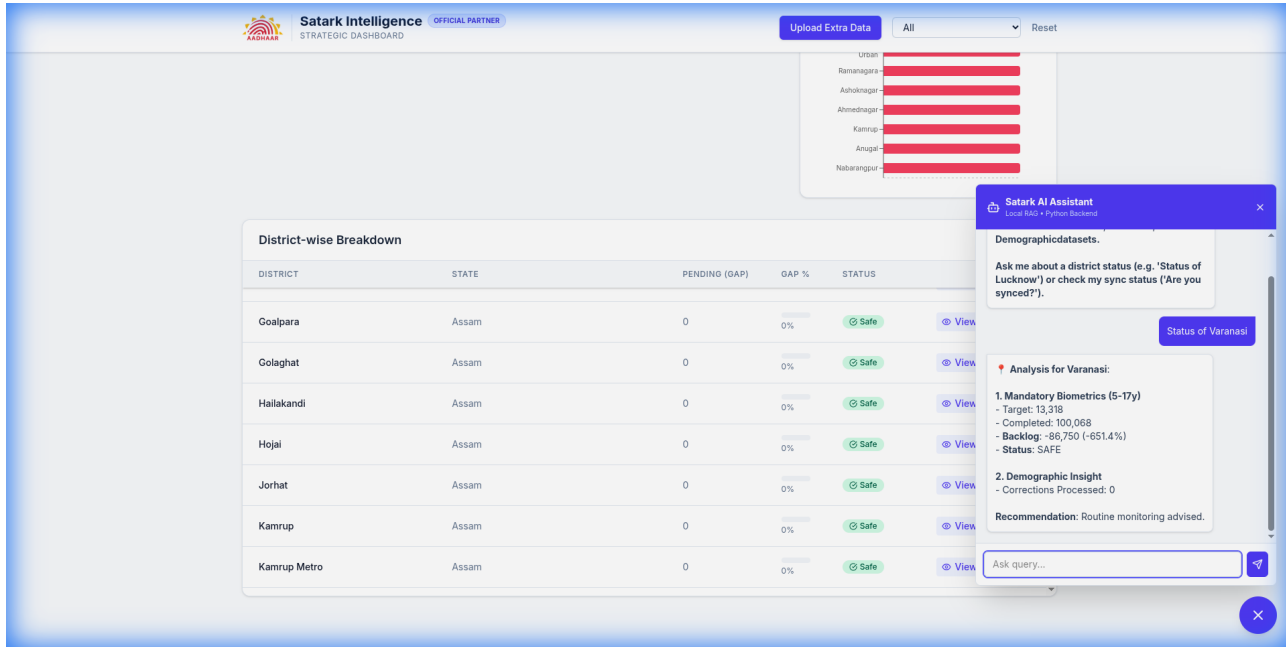 AADHAAR
Satark Intelligence OFFICIAL PARTNER
STRATEGIC DASHBOARD
Upload Extra Data
All
Reset
Urban
Ramanagara
Ashoknagar
Ahmednagar
Kamrup
Anugal
Nabarangpur
District-wise Breakdown
DISTRICT STATE PENDING (GAP) GAP % STATUS
Goalpara Assam 0 0% Safe View
Golaghat Assam 0 0% Safe View
Hailakandi Assam 0 0% Safe View
Hojai Assam 0 0% Safe View
Jorhat Assam 0 0% Safe View
Kamrup Assam 0 0% Safe View
Kamrup Metro Assam 0 0% Safe View
Satark AI Assistant
Local RAG • Python Backend
Demographicdatasets.
Ask me about a district status (e.g. 'Status of
Lucknow') or check my sync status ('Are you
synced?').
Status of Varanasi
📍 Analysis for Varanasi:
1. Mandatory Biometrics (5-17y)
- Target: 13,318
- Completed: 100,068
- Backlog: -86,750 (-651.4%)
- Status: SAFE
2. Demographic Insight
- Corrections Processed: 0
Recommendation: Routine monitoring advised.
Ask query...